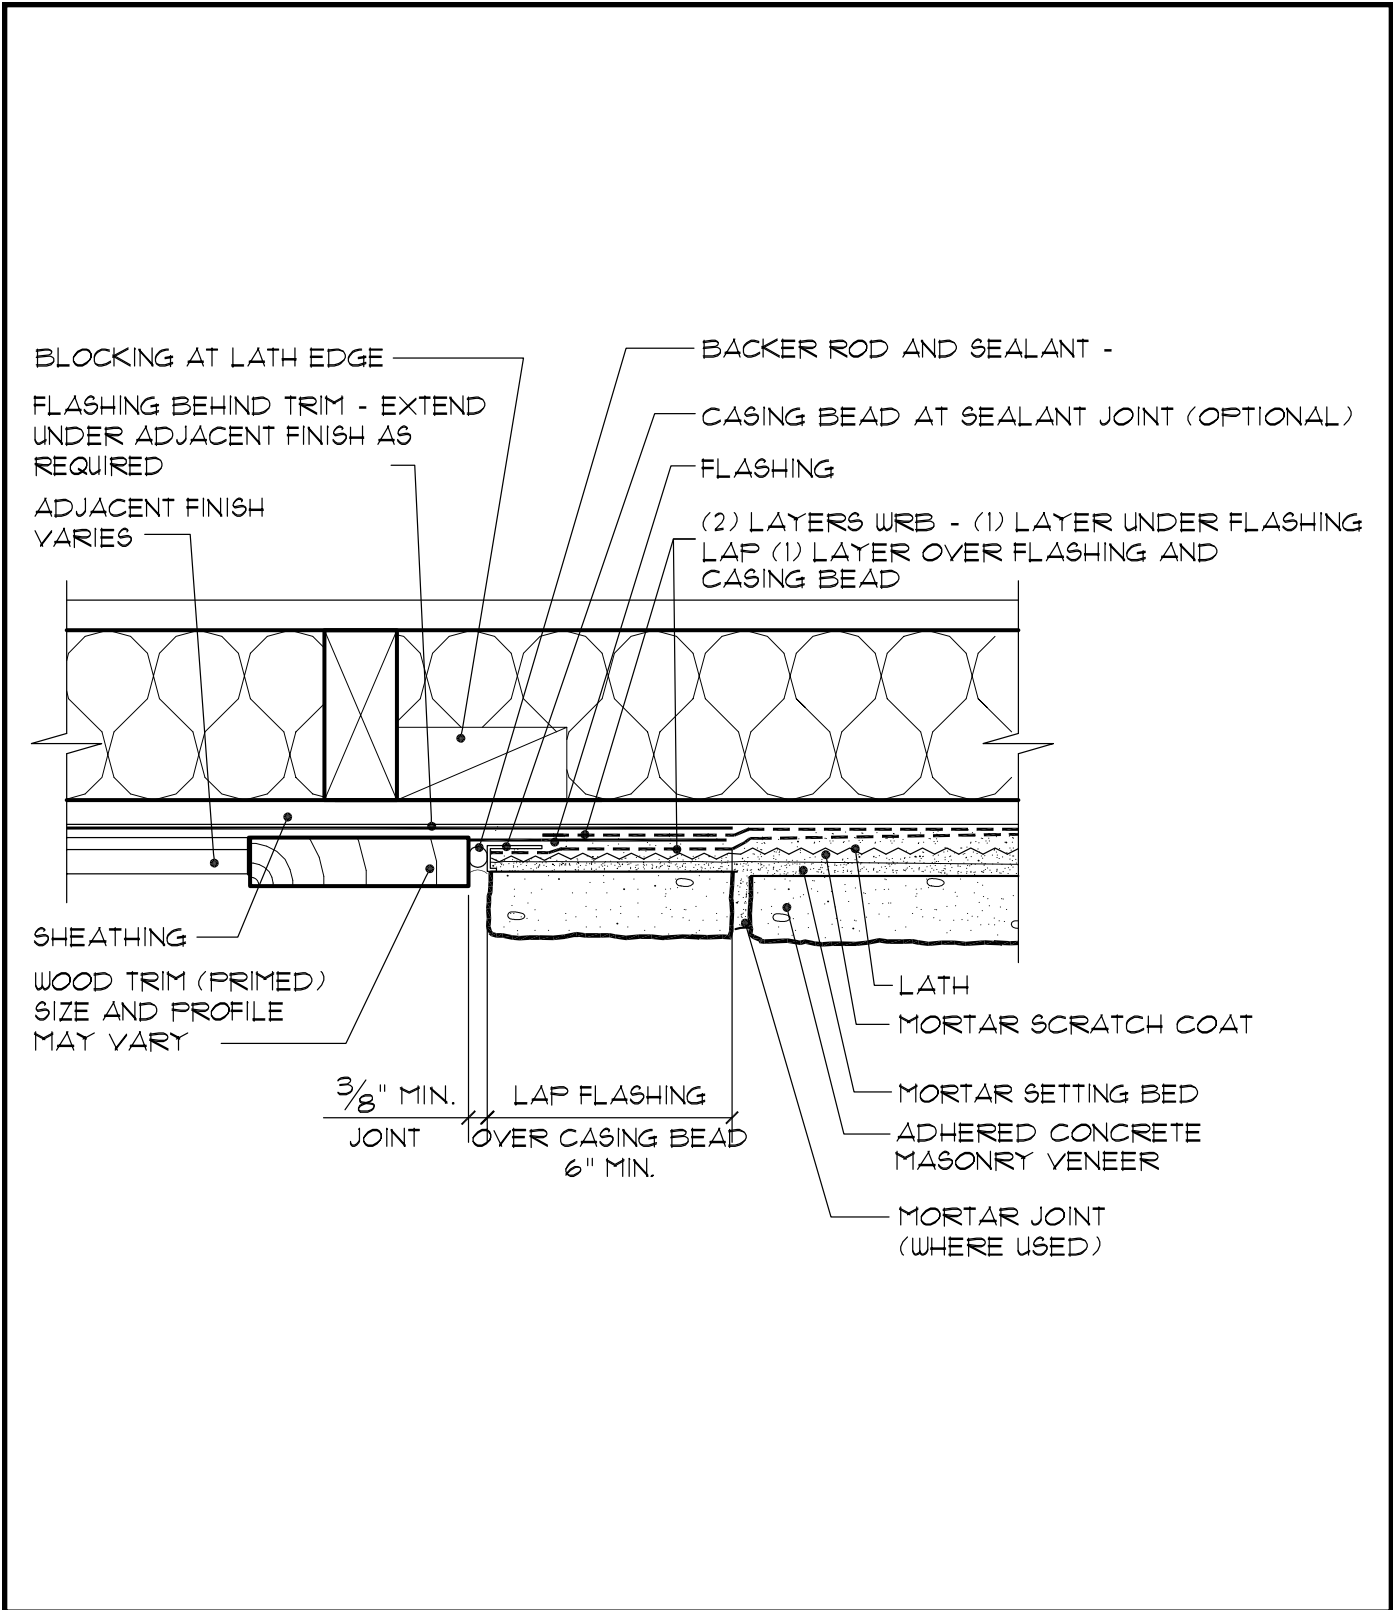 BLOCKING AT LATH EDGE
FLASHING BEHIND TRIM - EXTEND
UNDER ADJACENT FINISH AS
REQUIRED
ADJACENT FINISH
VARIES
BACKER ROD AND SEALANT -
CASING BEAD AT SEALANT JOINT (OPTIONAL)
FLASHING
(2) LAYERS WRB - (1) LAYER UNDER FLASHING
LAP (1) LAYER OVER FLASHING AND
CASING BEAD
SHEATHING
WOOD TRIM (PRIMED)
SIZE AND PROFILE
MAY VARY
3/8" MIN.
JOINT
LAP FLASHING
OVER CASING BEAD
6" MIN.
LATH
MORTAR SCRATCH COAT
MORTAR SETTING BED
ADHERED CONCRETE
MASONRY VENEER
MORTAR JOINT
(WHERE USED)